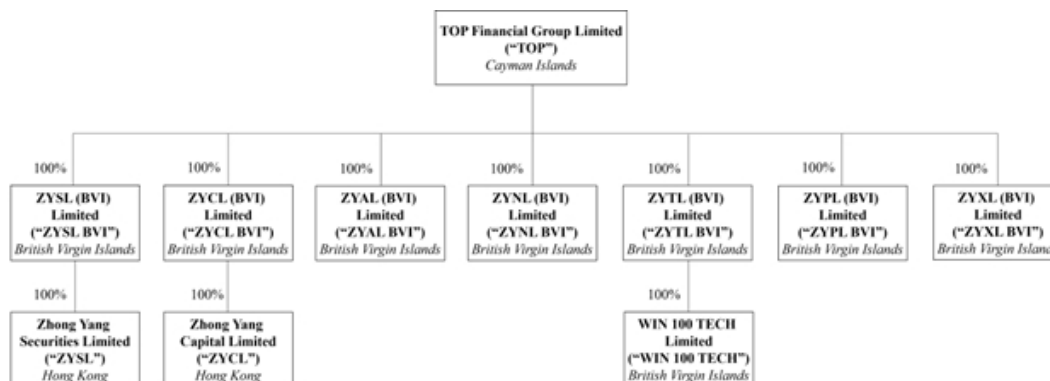 TOP Financial Group Limited
(“TOP”)
Cayman Islands
100%
100%
100%
100%
100%
100%
100%
ZYSL (BVI)
Limited
(“ZYSL BVI”)
British Virgin Islands
ZYCL (BVI)
Limited
(“ZYCL BVI”)
British Virgin Islands
ZYAL (BVI)
Limited
(“ZYAL BVI”)
British Virgin Islands
ZYNL (BVI)
Limited
(“ZYNL BVI”)
British Virgin Islands
ZYTL (BVI)
Limited
(“ZYTL BVI”)
British Virgin Islands
ZYPL (BVI)
Limited
(“ZYPL BVI”)
British Virgin Islands
ZYXL (BVI)
Limited
(“ZYXL BVI”)
British Virgin Island
100%
100%
100%
Zhong Yang
Securities Limited
(“ZYSL”)
Hong Kong
Zhong Yang
Capital Limited
(“ZYCL”)
Hong Kong
WIN 100 TECH
Limited
(“WIN 100 TECH”)
British Virgin Islands